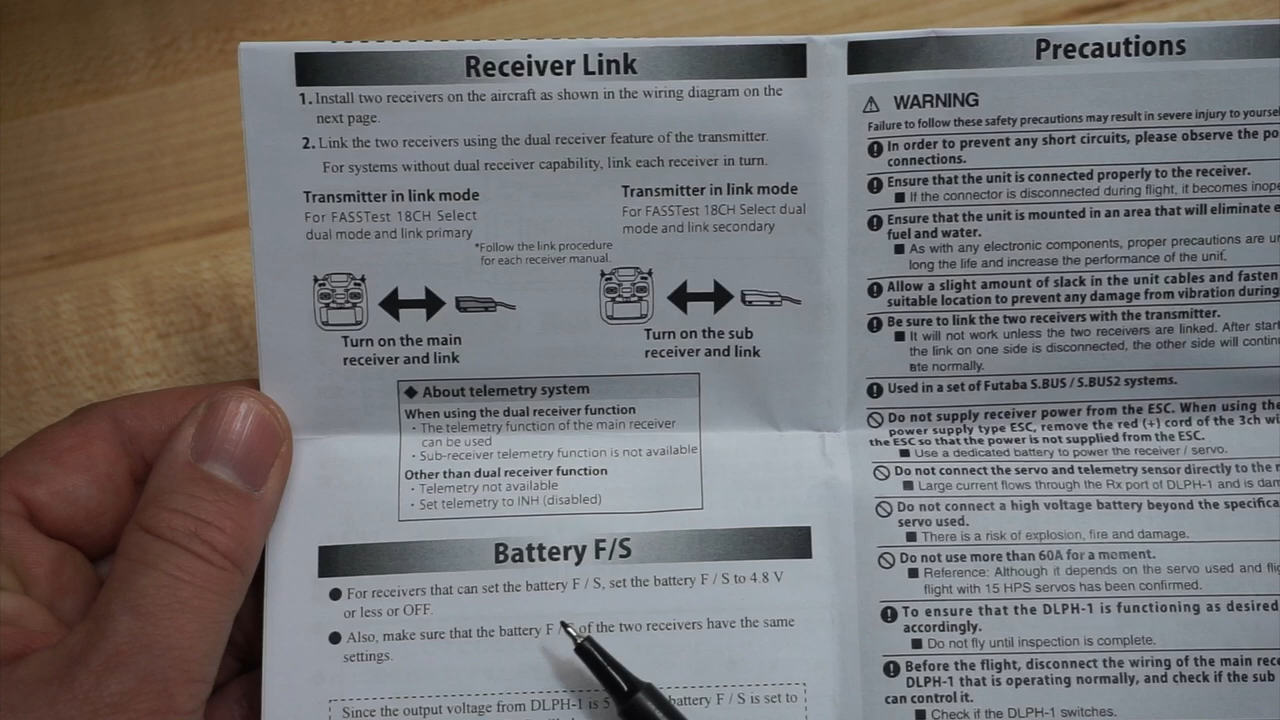 Receiver Link
1. Install two receivers on the aircraft as shown in the wiring diagram on the
next page.
2. Link the two receivers using the dual receiver feature of the transmitter.
For systems without dual receiver capability, link each receiver in turn.
Transmitter in link mode
For FASSTest 18CH Select
dual mode and link primary
Transmitter in link mode
For FASSTest 18CH Select dual
mode and link secondary
*Follow the link procedure
for each receiver manual.
Turn on the main
receiver and link
Turn on the sub
receiver and link
◆ About telemetry system
When using the dual receiver function
・The telemetry function of the main receiver
can be used
・Sub-receiver telemetry function is not available
Other than dual receiver function
・Telemetry not available
・Set telemetry to INH (disabled)
Battery F/S
● For receivers that can set the battery F / S, set the battery F / S to 4.8 V
or less or OFF.
● Also, make sure that the battery F / of the two receivers have the same
settings.
Since the output voltage from DLPH-1 is 5 battery F / S is set to
Precautions
WARNING
Failure to follow these safety precautions may result in severe injury to
In order to prevent any short circuits, please observe the
connections.
Ensure that the unit is connected properly to the receiver.
■ If the connector is disconnected during flight, it becomes
Ensure that the unit is mounted in an area that will eliminate
fuel and water.
■ As with any electronic components, proper precautions are
long the life and increase the performance of the unit.
Allow a slight amount of slack in the unit cables and fasten
suitable location to prevent any damage from vibration during
Be sure to link the two receivers with the transmitter.
■ It will not work unless the two receivers are linked. After
the link on one side is disconnected, the other side will
ate normally.
Used in a set of Futaba S.BUS / S.BUS2 systems.
Do not supply receiver power from the ESC. When using the
power supply type ESC, remove the red (+) cord of the 3ch
the ESC so that the power is not supplied from the ESC.
■ Use a dedicated battery to power the receiver / servo.
Do not connect the servo and telemetry sensor directly to the
■ Large current flows through the Rx port of DLPH-1 and is
Do not connect a high voltage battery beyond the
servo used.
■ There is a risk of explosion, fire and damage.
Do not use more than 60A for a moment.
■ Reference: Although it depends on the servo used and
flight with 15 HPS servos has been confirmed.
To ensure that the DLPH-1 is functioning as desired
accordingly.
■ Do not fly until inspection is complete.
Before the flight, disconnect the wiring of the main
DLPH-1 that is operating normally, and check if the sub
can control it.
■ Check if the DLPH-1 switches.